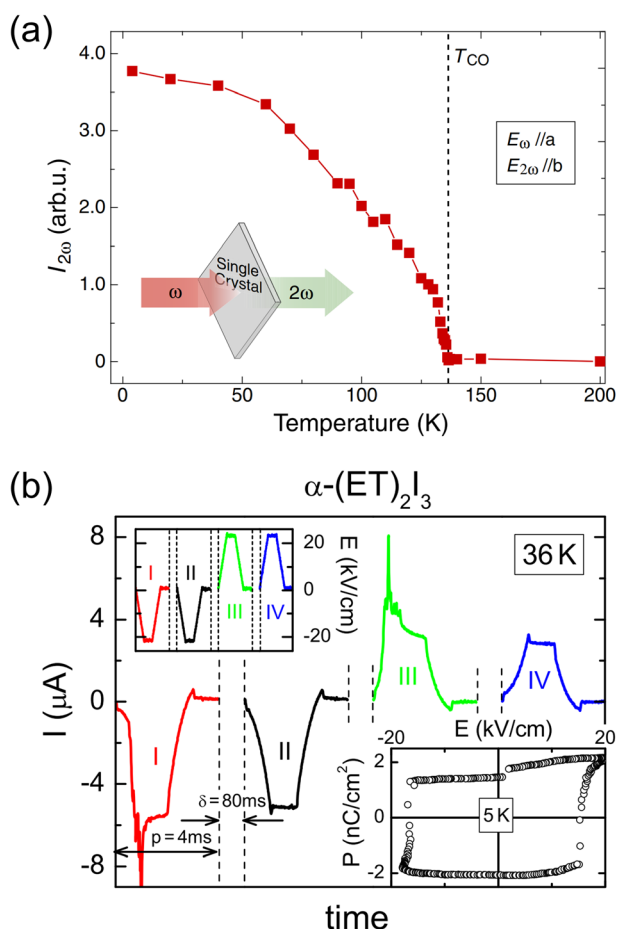 (a)
4.0
3.0
2.0
1.0
0
I2ω (arb.u.)
TCO
Eω //a
E2ω //b
Single
Crystal
ω
2ω
0
50
100
150
200
Temperature (K)
(b)
α-(ET)2I3
8
4
0
-4
-8
I (μA)
I
II
III
IV
20
0
-20
E (kV/cm)
36 K
I
II
III
IV
δ = 80ms
p = 4ms
-20
E (kV/cm)
20
2
0
-2
P (nC/cm2)
5 K
time